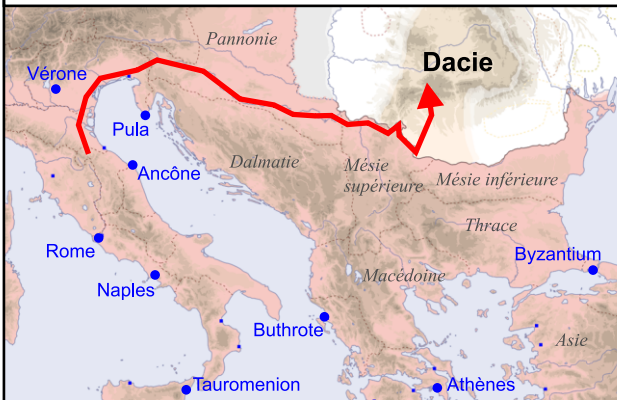 Pannonie
Dacie
Vérone
Pula
Ancône
Dalmatie
Mésie
supérieure
Mésie inférieure
Thrace
Rome
Byzantium
Naples
Macédoine
Buthrote
Asie
Tauromenion
Athènes